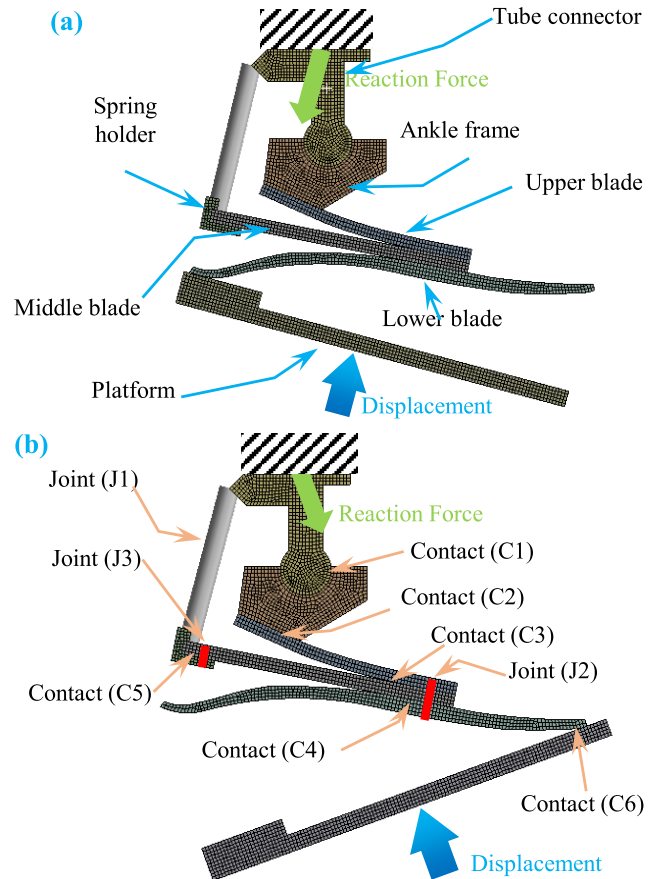 (a)
Tube connector
Reaction Force
Spring
holder
Ankle frame
Upper blade
Middle blade
Lower blade
Platform
Displacement
(b)
Joint (J1)
Reaction Force
Joint (J3)
Contact (C1)
Contact (C2)
Contact (C3)
Joint (J2)
Contact (C5)
Contact (C4)
Contact (C6)
Displacement